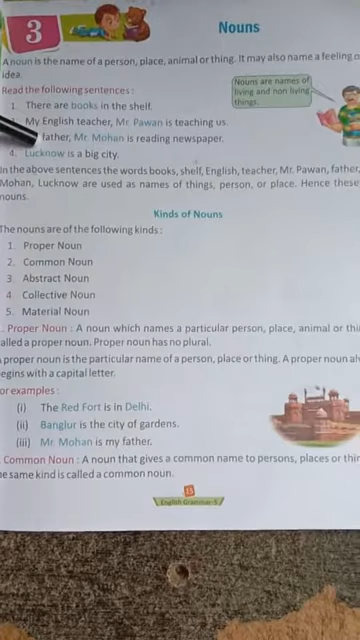 3
Nouns
A noun is the name of a person, place, animal or thing. It may also name a feeling o
idea.
Read the following sentences :
Nouns are names of
living and non living
things.
1. There are books in the shelf.
My English teacher, Mr. Pawan is teaching us.
father, Mr. Mohan is reading newspaper.
4. Lucknow is a big city.
In the above sentences the words books, shelf, English, teacher, Mr. Pawan, father,
Mohan, Lucknow are used as names of things, person, or place. Hence these
nouns.
Kinds of Nouns
The nouns are of the following kinds :
1. Proper Noun
2. Common Noun
3. Abstract Noun
4. Collective Noun
5. Material Noun
. Proper Noun : A noun which names a particular person, place, animal or thi
alled a proper noun. Proper noun has no plural.
proper noun is the particular name of a person, place or thing. A proper noun al
egins with a capital letter.
or examples :
(i) The Red Fort is in Delhi.
(ii) Banglur is the city of gardens.
(iii) Mr. Mohan is my father.
Common Noun : A noun that gives a common name to persons, places or thi
he same kind is called a common noun.
English Grammar-5